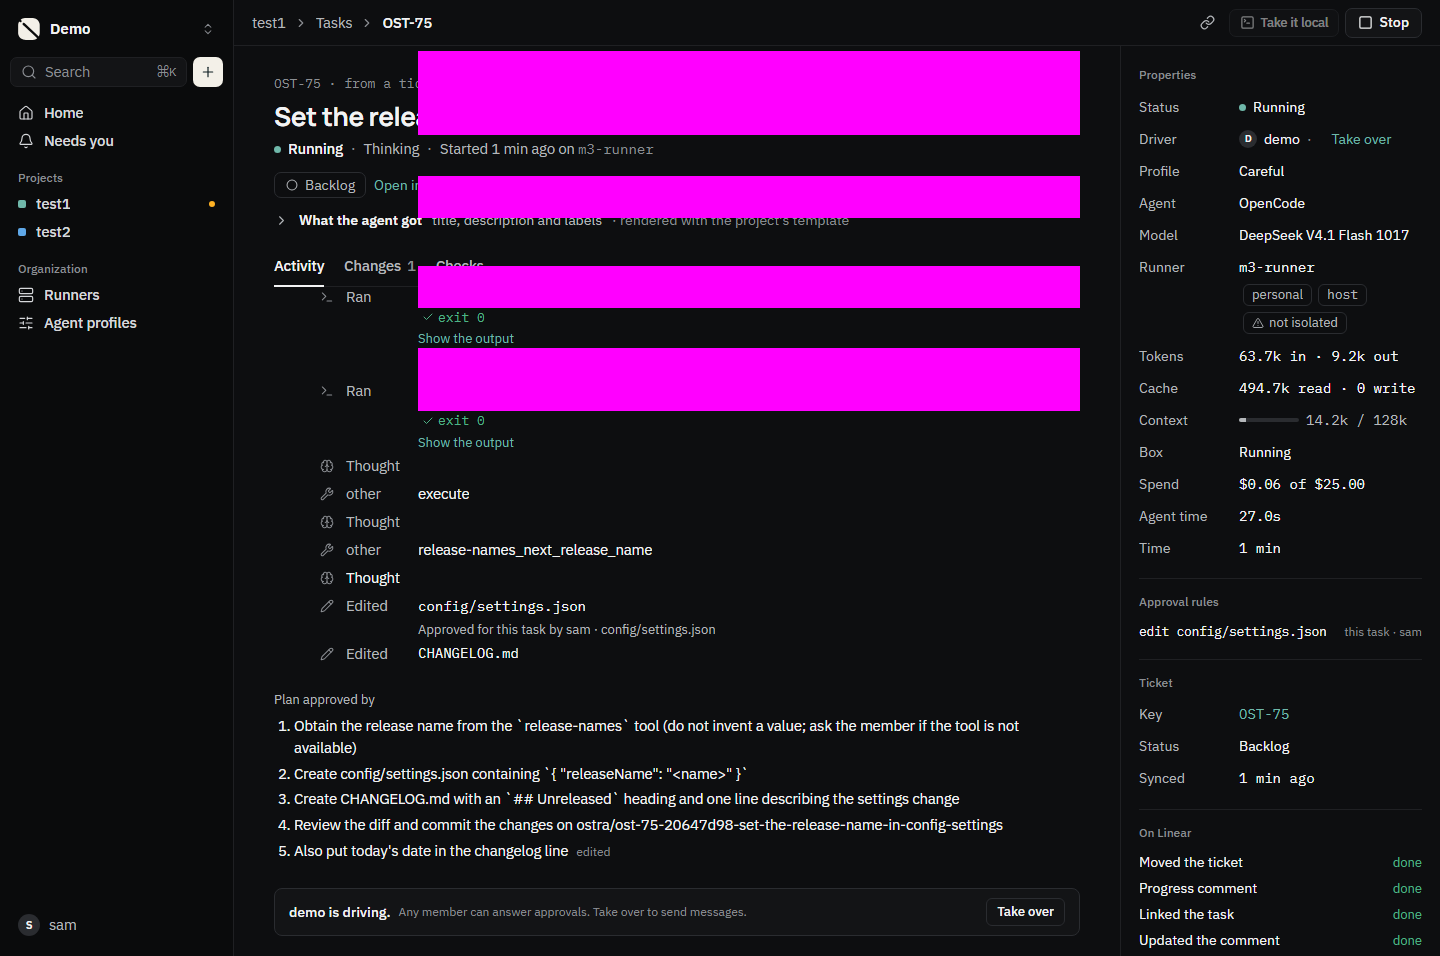 Demo
Search ⌘K
Home
Needs you
Projects
test1
test2
Organization
Runners
Agent profiles
S sam
test1 > Tasks > OST-75
Take it local
Stop
OST-75 · from a
Set the
Running · Thinking · Started 1 min ago on m3-runner
Backlog Open
What the agent got title, description and labels · rendered with the project's template
Activity Changes 1 Checks
Ran
✓ exit 0
Show the output
Ran
✓ exit 0
Show the output
Thought
other execute
Thought
other release-names_next_release_name
Thought
Edited config/settings.json
Approved for this task by sam · config/settings.json
Edited CHANGELOG.md
Plan approved by
1. Obtain the release name from the `release-names` tool (do not invent a value; ask the member if the tool is not
available)
2. Create config/settings.json containing `{ "releaseName": "<name>" }`
3. Create CHANGELOG.md with an `## Unreleased` heading and one line describing the settings change
4. Review the diff and commit the changes on ostra/ost-75-20647d98-set-the-release-name-in-config-settings
5. Also put today's date in the changelog line edited
demo is driving. Any member can answer approvals. Take over to send messages.
Take over
Properties
Status Running
Driver D demo · Take over
Profile Careful
Agent OpenCode
Model DeepSeek V4.1 Flash 1017
Runner m3-runner
personal host
not isolated
Tokens 63.7k in · 9.2k out
Cache 494.7k read · 0 write
Context 14.2k / 128k
Box Running
Spend $0.06 of $25.00
Agent time 27.0s
Time 1 min
Approval rules
edit config/settings.json this task · sam
Ticket
Key OST-75
Status Backlog
Synced 1 min ago
On Linear
Moved the ticket done
Progress comment done
Linked the task done
Updated the comment done